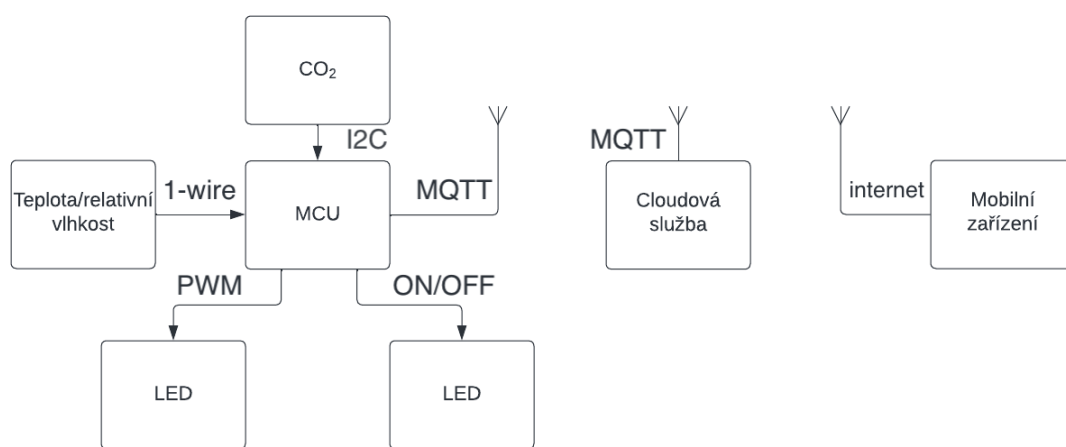 CO₂
I2C
Teplota/relativní
vlhkost
1-wire
MCU
MQTT
MQTT
Cloudová
služba
internet
Mobilní
zařízení
PWM
ON/OFF
LED
LED